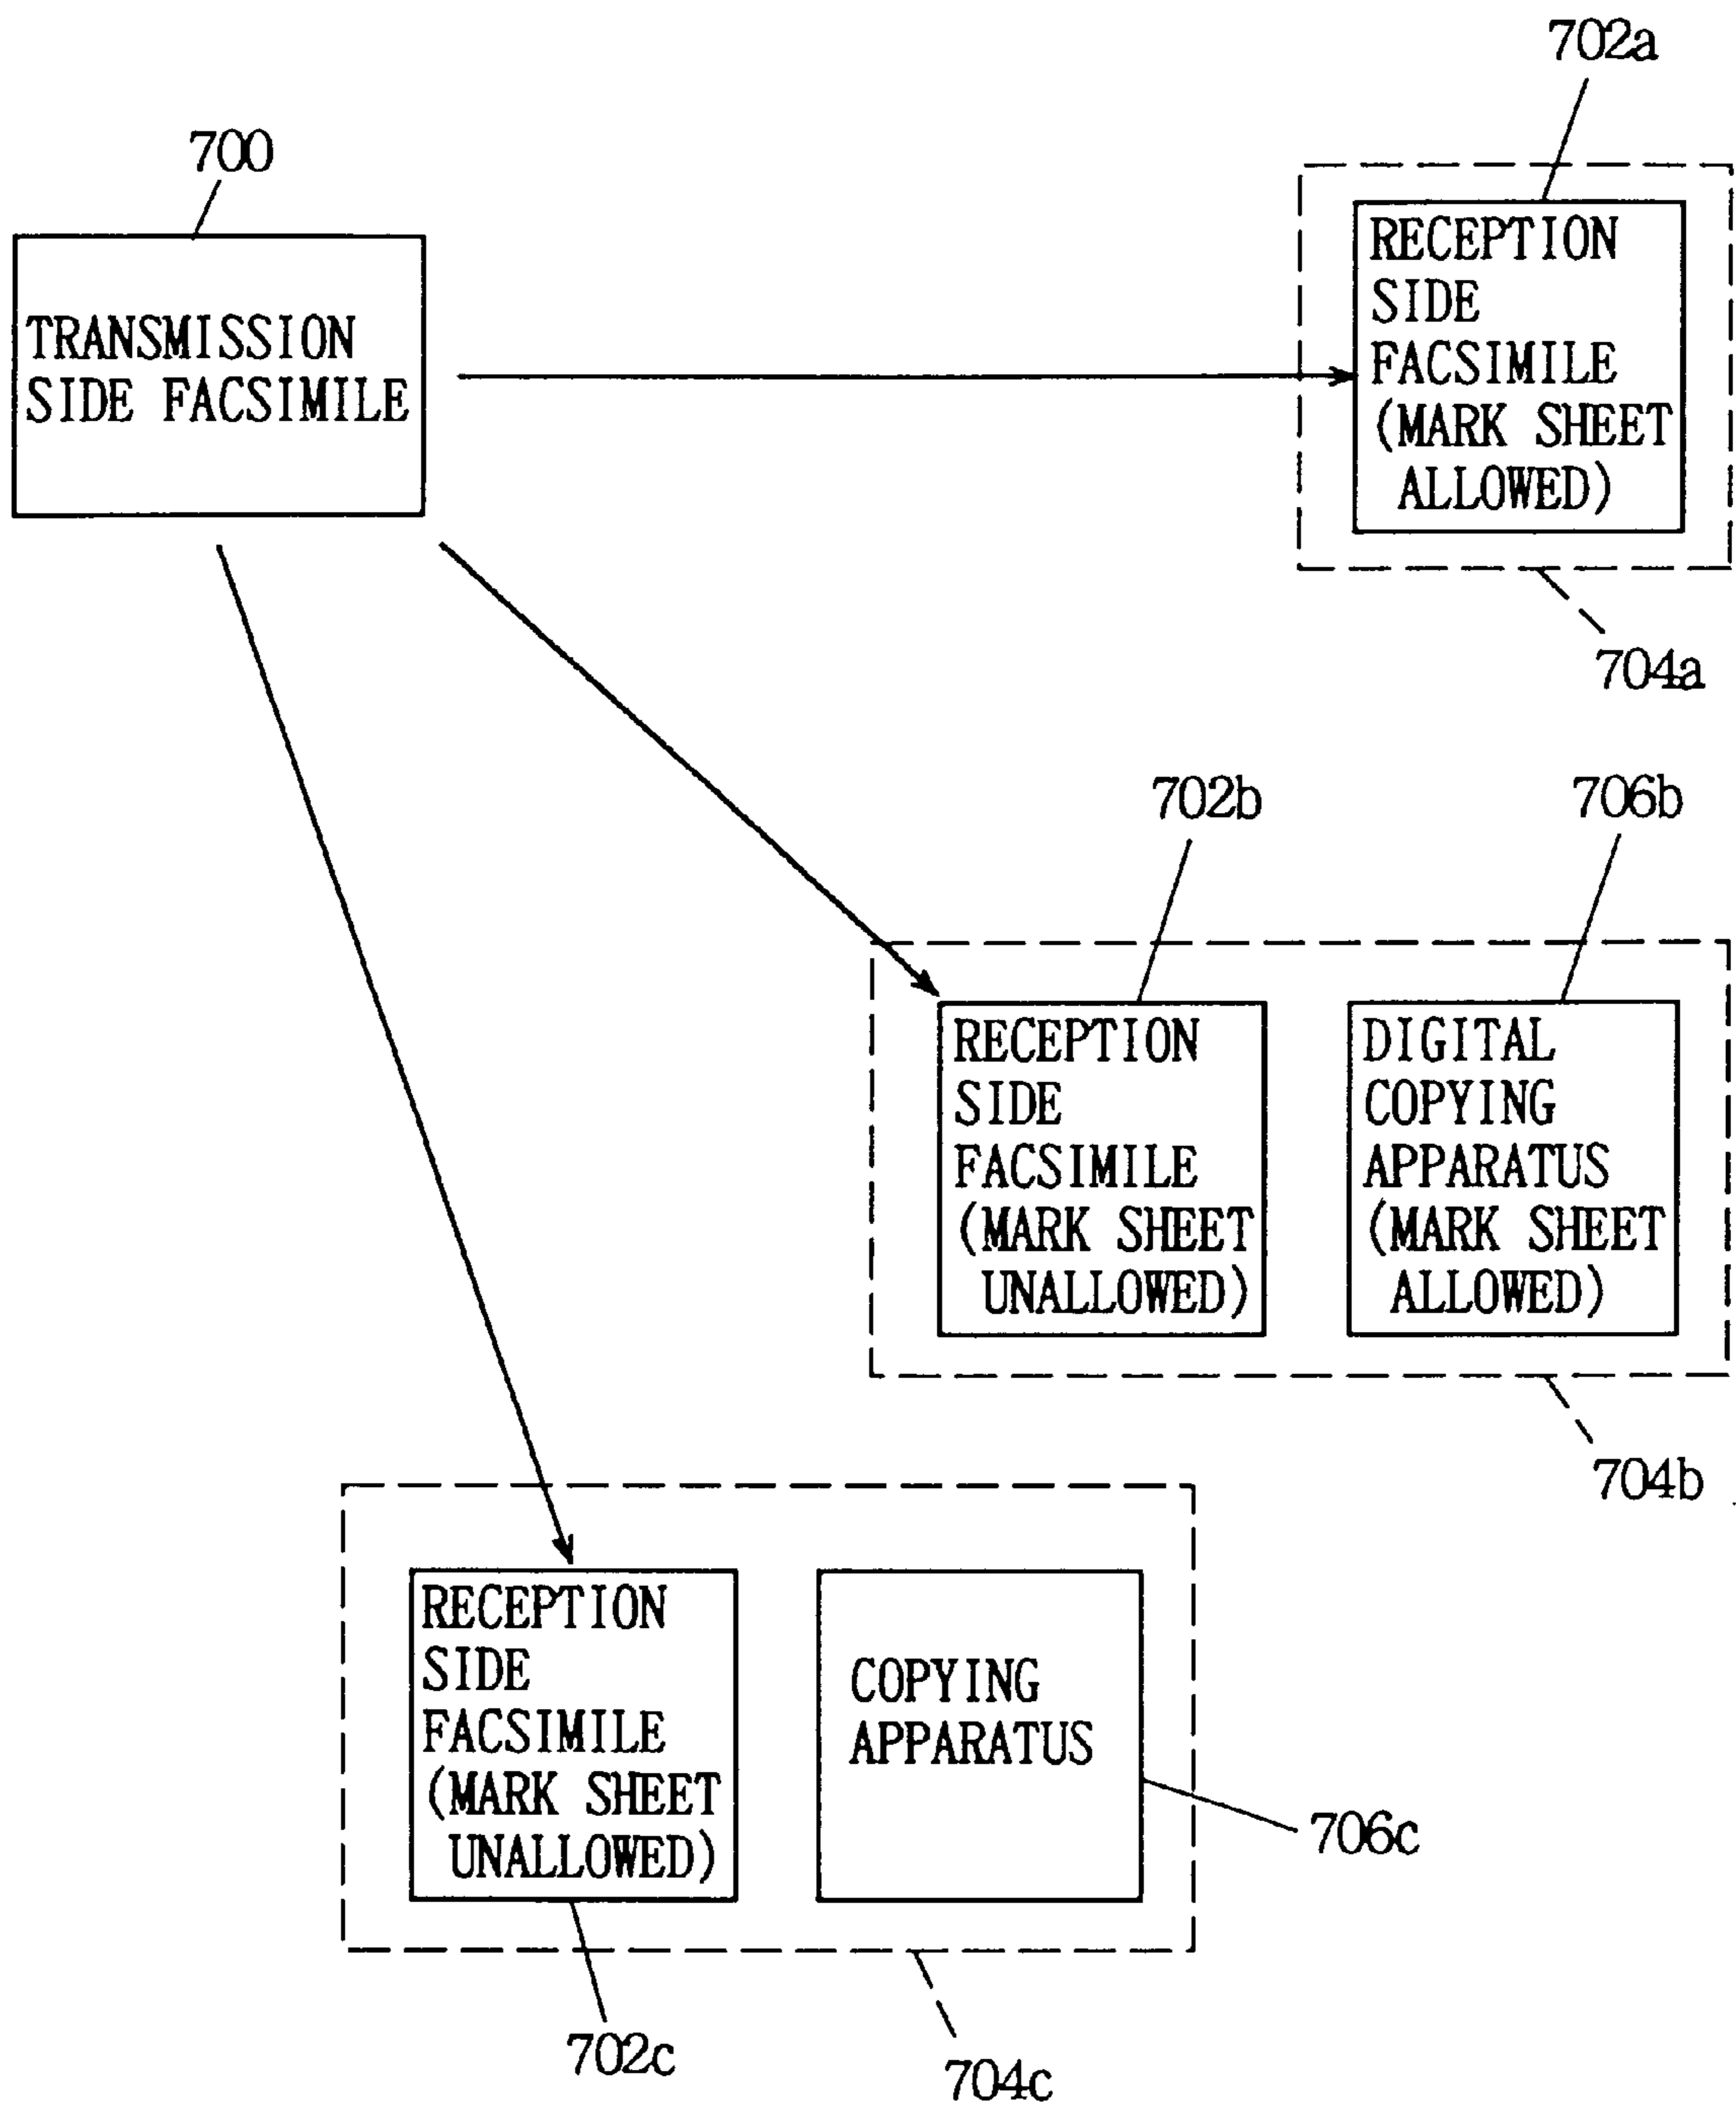 702a
700
TRANSMISSION
SIDE FACSIMILE
RECEPTION
SIDE
FACSIMILE
(MARK SHEET
ALLOWED)
704a
702b
706b
RECEPTION
SIDE
FACSIMILE
(MARK SHEET
UNALLOWED)
DIGITAL
COPYING
APPARATUS
(MARK SHEET
ALLOWED)
704b
RECEPTION
SIDE
FACSIMILE
(MARK SHEET
UNALLOWED)
COPYING
APPARATUS
706c
702c
704c